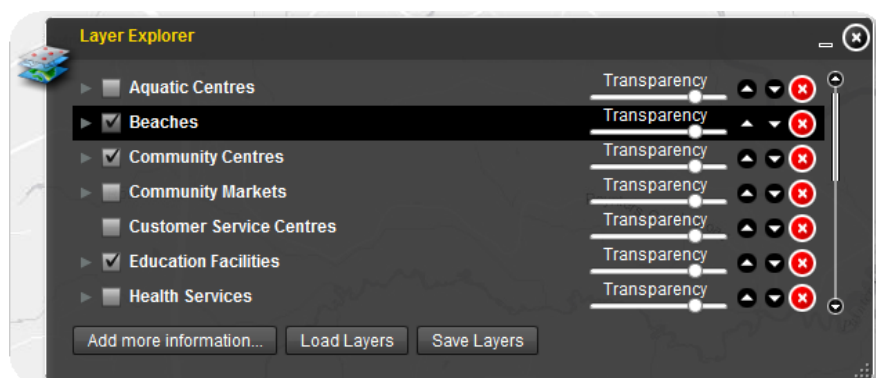 Layer Explorer
Aquatic Centres Transparency
Beaches Transparency
Community Centres Transparency
Community Markets Transparency
Customer Service Centres Transparency
Education Facilities Transparency
Health Services Transparency
Add more information... Load Layers Save Layers